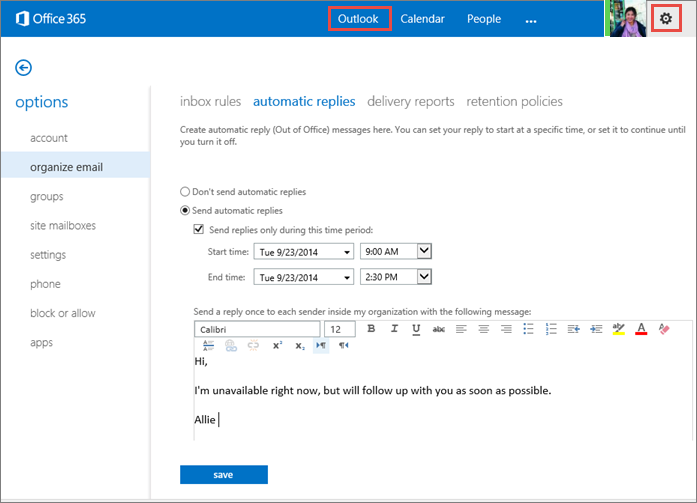 Office 365
Outlook Calendar People ...
options
account
organize email
groups
site mailboxes
settings
phone
block or allow
apps
inbox rules automatic replies delivery reports retention policies
Create automatic reply (Out of Office) messages here. You can set your reply to start at a specific time, or set it to continue until
you turn it off.
Don't send automatic replies
Send automatic replies
Send replies only during this time period:
Start time: Tue 9/23/2014 9:00 AM
End time: Tue 9/23/2014 2:30 PM
Send a reply once to each sender inside my organization with the following message:
Calibri 12 B I U abc A
A x² x₂
Hi,
I'm unavailable right now, but will follow up with you as soon as possible.
Allie
save